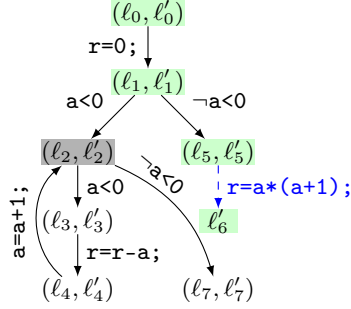 (ℓ₀, ℓ′₀)
r=0;
(ℓ₁, ℓ′₁)
a<0 ¬a<0
(ℓ₂, ℓ′₂) (ℓ₅, ℓ′₅)
a<0 ¬a<0 r=a*(a+1);
a=a+1; (ℓ₃, ℓ′₃) ℓ′₆
r=r-a;
(ℓ₄, ℓ′₄) (ℓ₇, ℓ′₇)